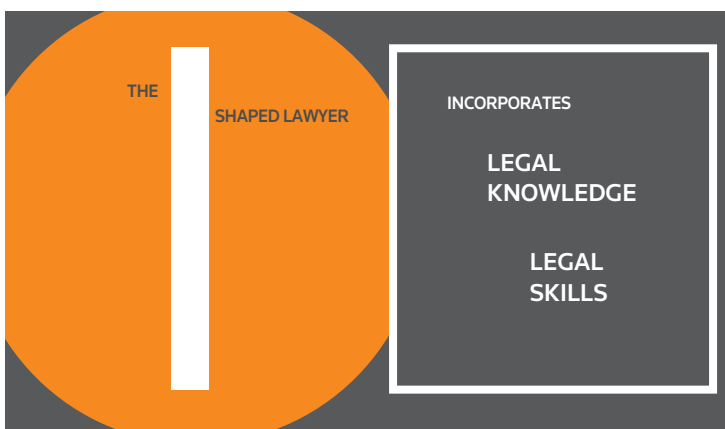 THE
I
SHAPED LAWYER
INCORPORATES
LEGAL
KNOWLEDGE
LEGAL
SKILLS